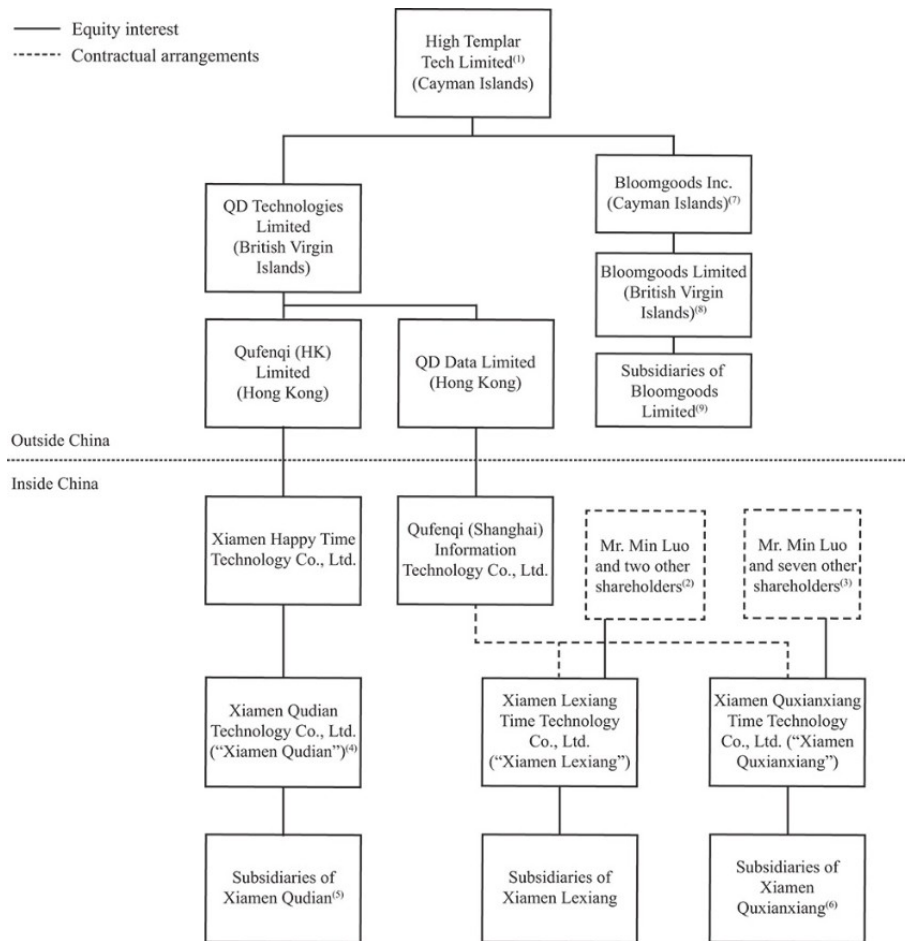 Equity interest
Contractual arrangements
High Templar
Tech Limited(1)
(Cayman Islands)
QD Technologies
Limited
(British Virgin
Islands)
Bloomgoods Inc.
(Cayman Islands)(7)
Bloomgoods Limited
(British Virgin
Islands)(8)
Qufenqi (HK)
Limited
(Hong Kong)
QD Data Limited
(Hong Kong)
Subsidiaries of
Bloomgoods
Limited(9)
Outside China
Inside China
Xiamen Happy Time
Technology Co., Ltd.
Qufenqi (Shanghai)
Information
Technology Co., Ltd.
Mr. Min Luo
and two other
shareholders(2)
Mr. Min Luo
and seven other
shareholders(3)
Xiamen Qudian
Technology Co., Ltd.
(“Xiamen Qudian”)(4)
Xiamen Lexiang
Time Technology
Co., Ltd.
(“Xiamen Lexiang”)
Xiamen Quxianxiang
Time Technology
Co., Ltd. (“Xiamen
Quxianxiang”)
Subsidiaries of
Xiamen Qudian(5)
Subsidiaries of
Xiamen Lexiang
Subsidiaries of
Xiamen
Quxianxiang(6)